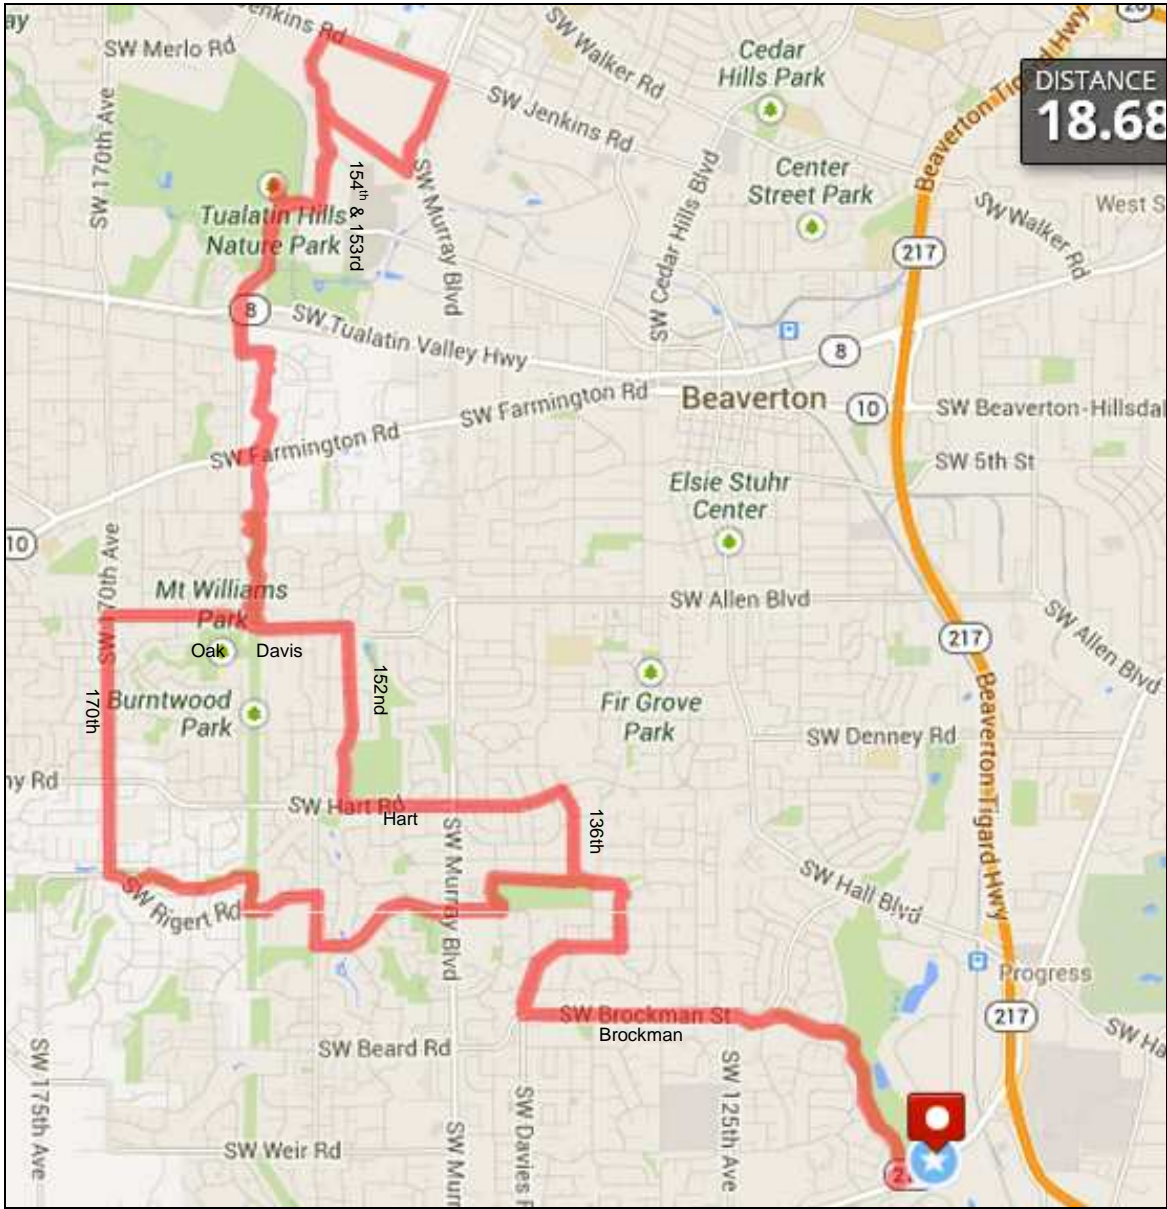 ay
enkins Rd
SW Merlo Rd
SW Walker Rd
Cedar
Hills Park
Beaverton Tigard Hwy
DISTANCE
18.68
SW 170th Ave
SW Jenkins Rd
Center
Street Park
SW Cedar Hills Blvd
154th & 153rd
SW Murray Blvd
Tualatin Hills
Nature Park
SW Walker Rd
West S
217
8
SW Tualatin Valley Hwy
8
SW Farmington Rd
Beaverton
10
SW Beaverton-Hillsdal
SW Farmington Rd
SW 5th St
Elsie Stuhr
Center
10
SW 170th Ave
Mt Williams
Park
SW Allen Blvd
SW Allen Blvd
217
Oak
Davis
170th
152nd
Burntwood
Park
Fir Grove
Park
Beaverton-Tigard Hwy
SW Denney Rd
ny Rd
SW Hart Rd
Hart
136th
SW Murray Blvd
SW Hall Blvd
SW Rigert Rd
Progress
217
SW Brockman St
Brockman
SW Ha
SW Beard Rd
SW 175th Ave
SW 125th Ave
SW Davies R
SW Murr
SW Weir Rd